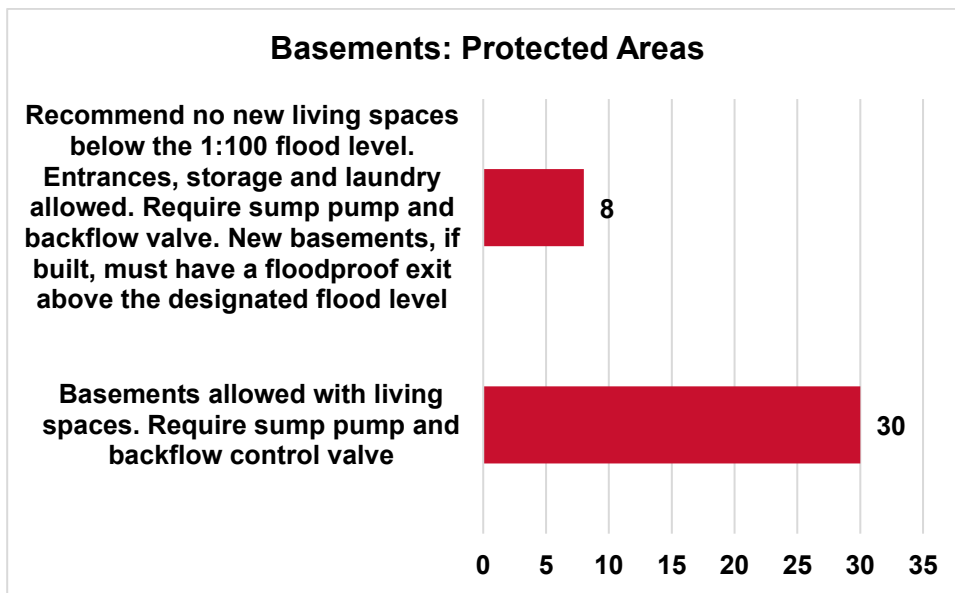 Basements: Protected Areas
Recommend no new living spaces
below the 1:100 flood level.
Entrances, storage and laundry
allowed. Require sump pump and
backflow valve. New basements, if
built, must have a floodproof exit
above the designated flood level
8
Basements allowed with living
spaces. Require sump pump and
backflow control valve
30
0 5 10 15 20 25 30 35